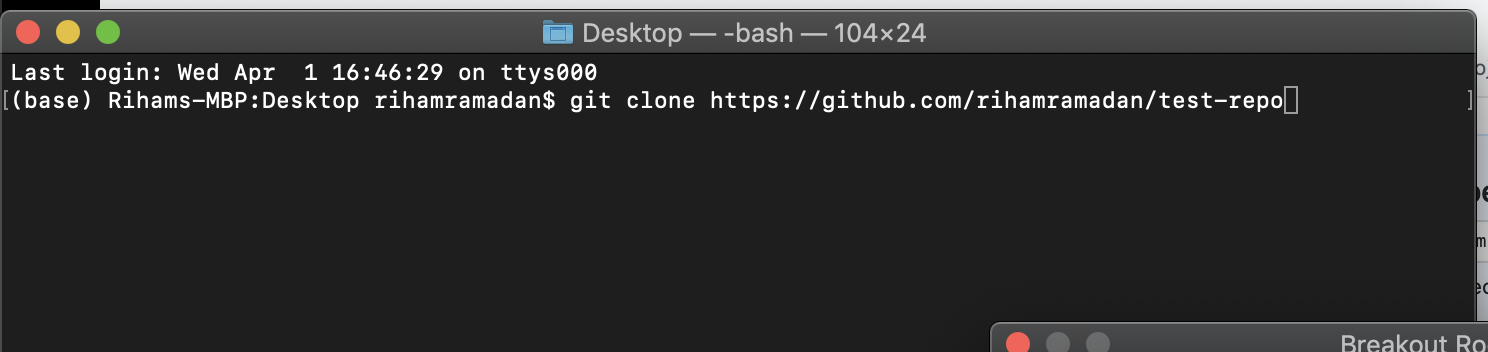 Desktop — -bash — 104×24
Last login: Wed Apr  1 16:46:29 on ttys000
[(base) Rihams-MBP:Desktop rihamramadan$ git clone https://github.com/rihamramadan/test-repo ]
Breakout Ro